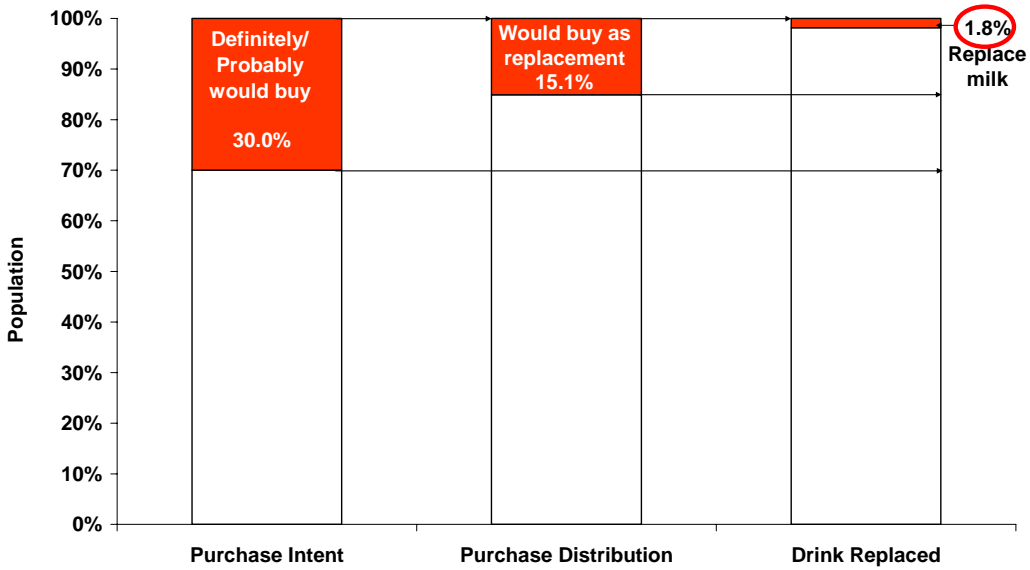 100%
90%
80%
70%
60%
50%
40%
30%
20%
10%
0%
Population
Definitely/
Probably
would buy
30.0%
Would buy as
replacement
15.1%
1.8%
Replace
milk
Purchase Intent
Purchase Distribution
Drink Replaced